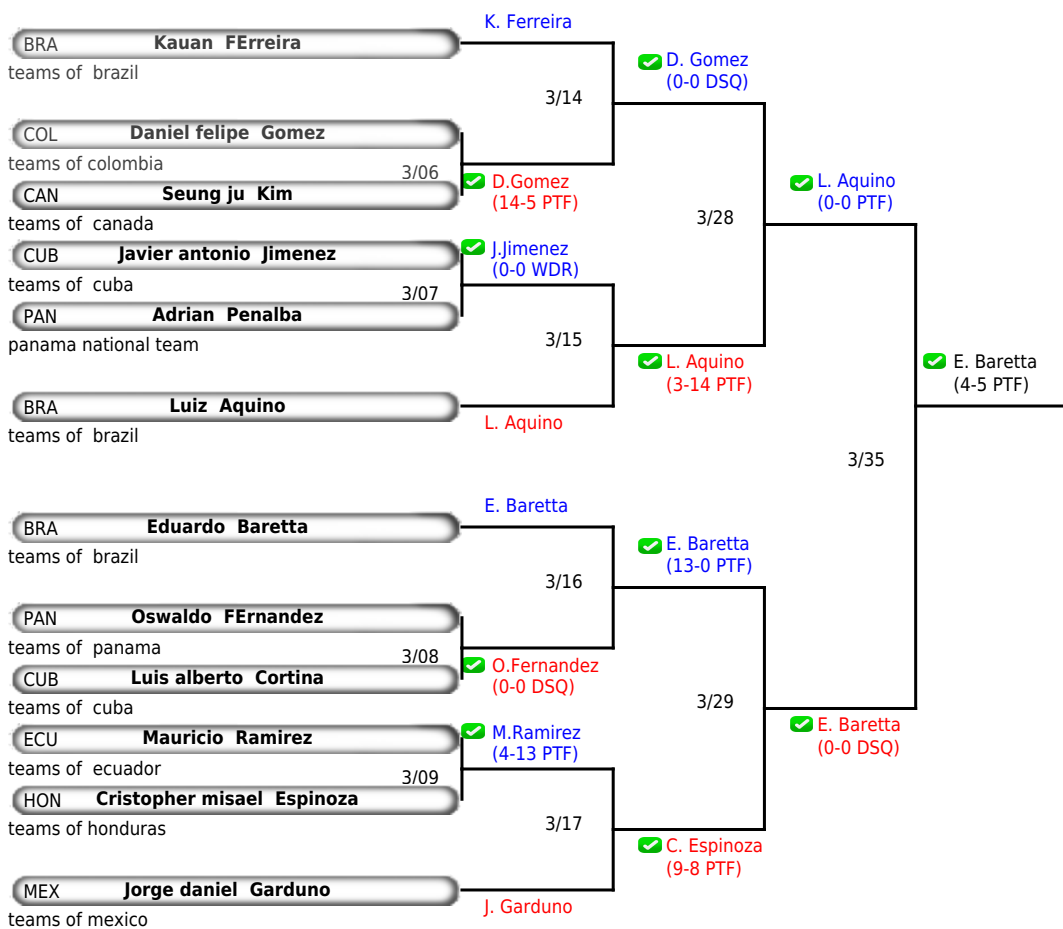 K. Ferreira
BRA Kauan FErreira
teams of brazil
D. Gomez
(0-0 DSQ)
3/14
COL Daniel felipe Gomez
teams of colombia
3/06
D.Gomez
(14-5 PTF)
CAN Seung ju Kim
teams of canada
L. Aquino
(0-0 PTF)
3/28
CUB Javier antonio Jimenez
teams of cuba
J.Jimenez
(0-0 WDR)
3/07
PAN Adrian Penalba
panama national team
3/15
L. Aquino
(3-14 PTF)
E. Baretta
(4-5 PTF)
BRA Luiz Aquino
teams of brazil
L. Aquino
3/35
E. Baretta
BRA Eduardo Baretta
teams of brazil
E. Baretta
(13-0 PTF)
3/16
PAN Oswaldo FErnandez
teams of panama
3/08
O.Fernandez
(0-0 DSQ)
CUB Luis alberto Cortina
teams of cuba
3/29
E. Baretta
(0-0 DSQ)
ECU Mauricio Ramirez
teams of ecuador
M.Ramirez
(4-13 PTF)
3/09
HON Cristopher misael Espinoza
teams of honduras
3/17
C. Espinoza
(9-8 PTF)
MEX Jorge daniel Garduno
teams of mexico
J. Garduno